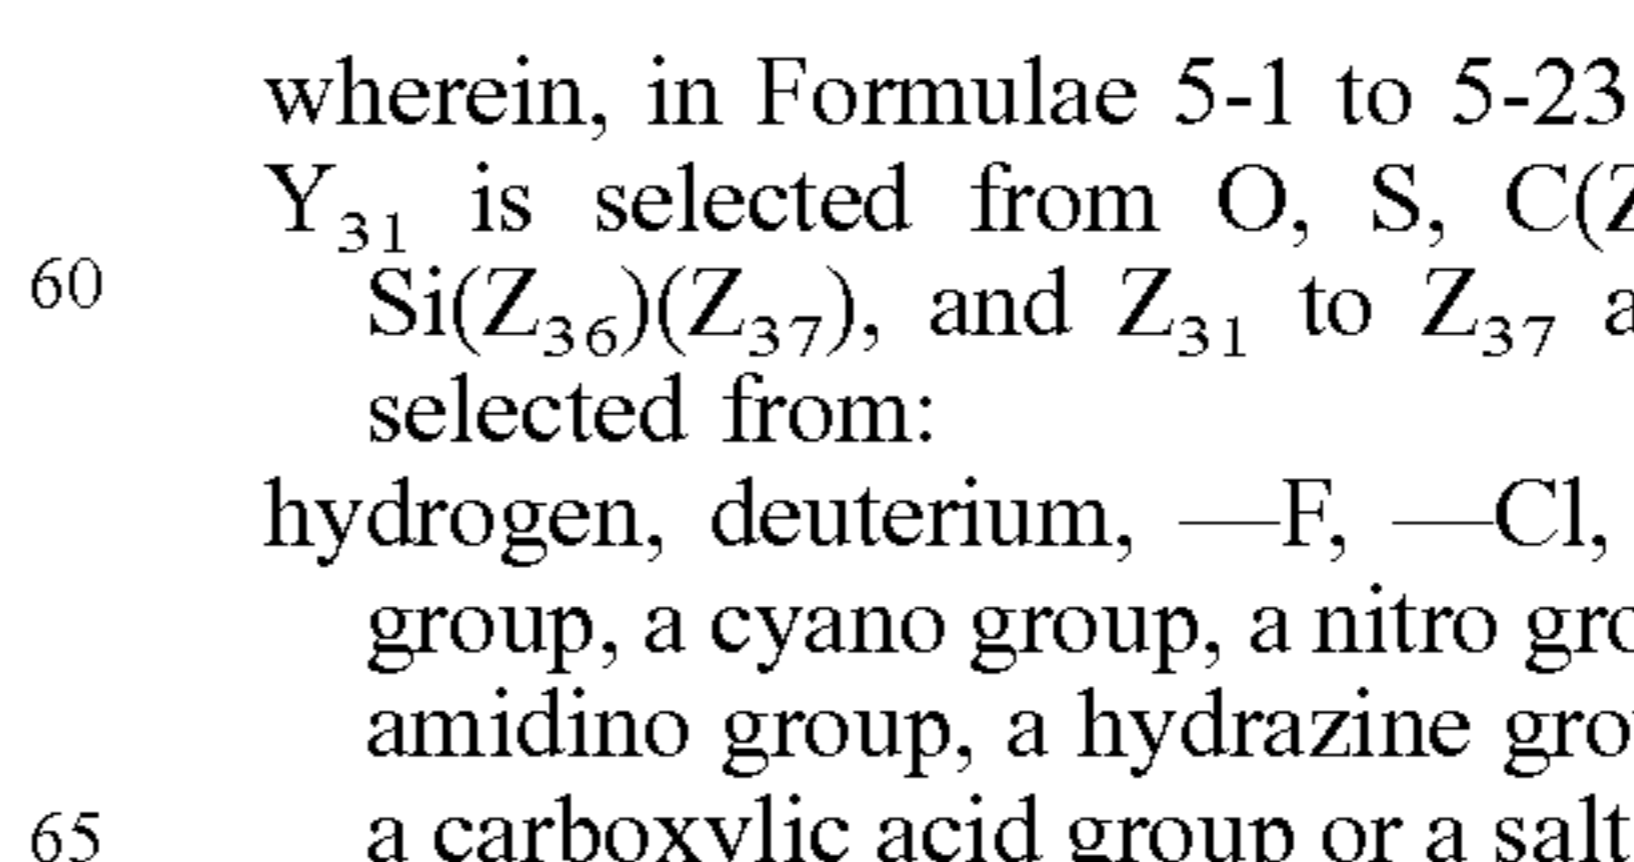 wherein, in Formulae 5-1 to 5-23
Y₃₁ is selected from O, S, C(Z
60
Si(Z₃₆)(Z₃₇), and Z₃₁ to Z₃₇ a
selected from:
hydrogen, deuterium, —F, —Cl,
group, a cyano group, a nitro gro
amidino group, a hydrazine gro
65
a carboxylic acid group or a salt